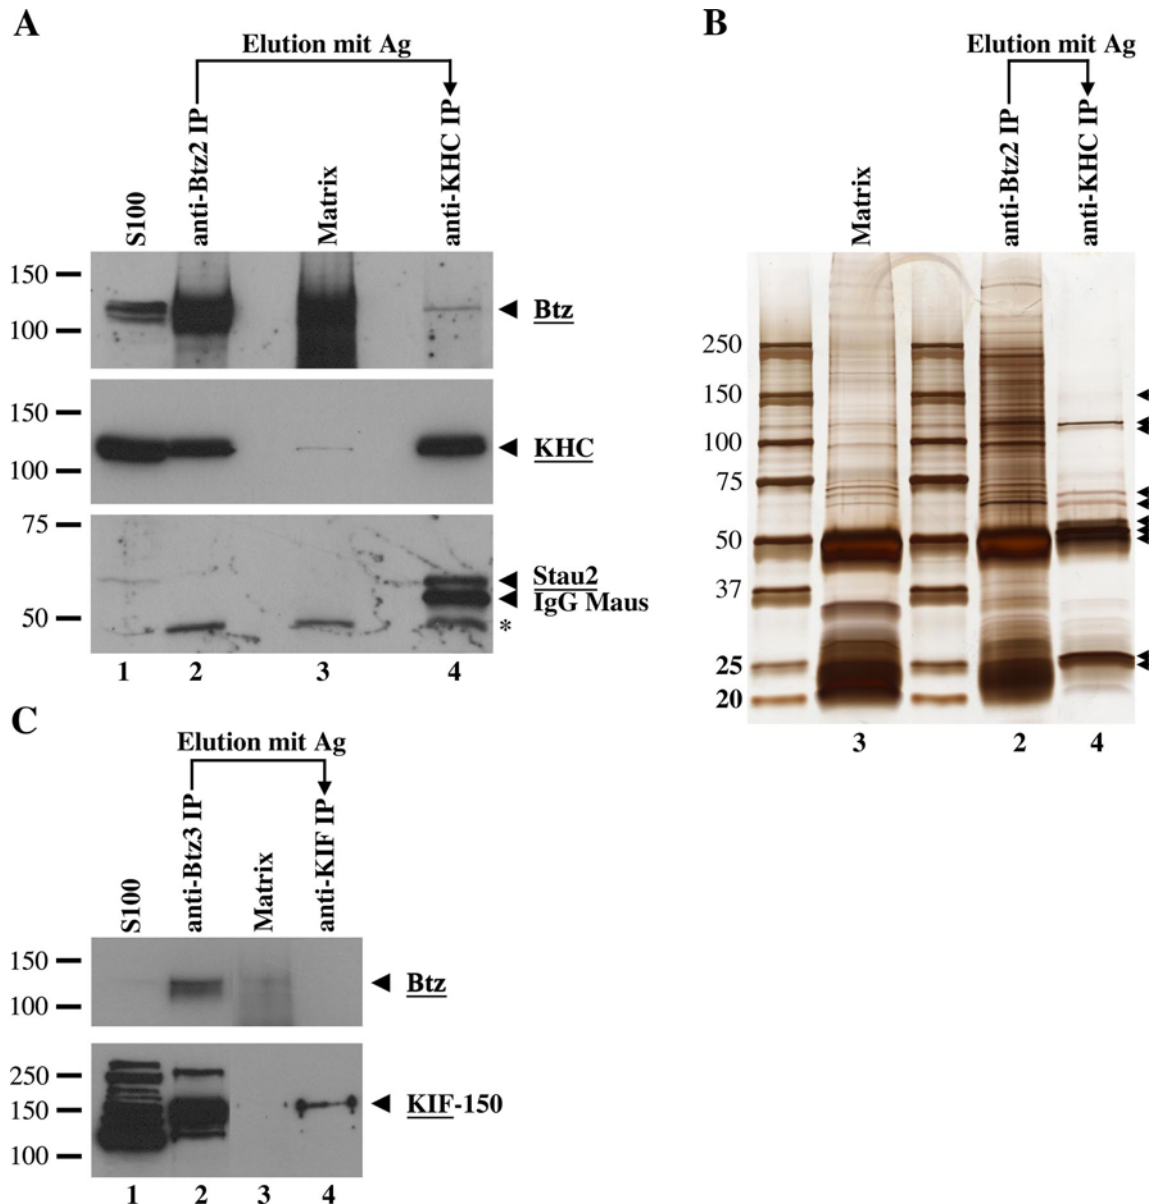 A
Elution mit Ag
S100
anti-Btz2 IP
Matrix
anti-KHC IP
150
100
Btz
150
100
KHC
75
50
Stau2
IgG Maus
*
1 2 3 4
B
Elution mit Ag
Matrix
anti-Btz2 IP
anti-KHC IP
250
150
100
75
50
37
25
20
3 2 4
C
Elution mit Ag
S100
anti-Btz3 IP
Matrix
anti-KIF IP
150
100
Btz
250
150
100
KIF-150
1 2 3 4